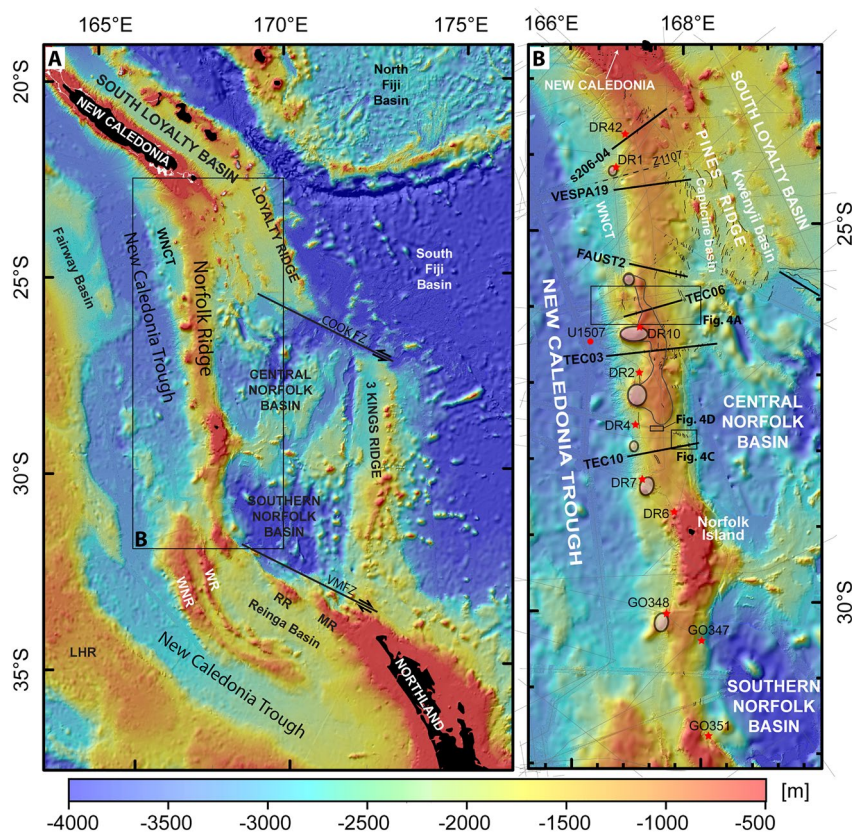 165°E
170°E
175°E
166°E
168°E
20°S
25°S
30°S
35°S
A
North
Fiji
Basin
SOUTH LOYALTY BASIN
NEW CALEDONIA
LOYALTY RIDGE
Fairway Basin
WNCT
New Caledonia Trough
Norfolk Ridge
South
Fiji
Basin
COOK FZ
CENTRAL
NORFOLK
BASIN
3 KINGS RIDGE
SOUTHERN
NORFOLK
BASIN
B
WNR
WR
VMFZ
RR
MR
Reinga Basin
LHR
New Caledonia Trough
NORTHLAND
B
NEW CALEDONIA
DR42
s206-04
DR1
Z1107
VESPA19
WNCT
PINES RIDGE
Capucine basin
Kwênyii basin
SOUTH LOYALTY BASIN
25°S
FAUST2
TEC06
Fig. 4A
U1507
DR10
TEC03
DR2
NEW CALEDONIA TROUGH
CENTRAL
NORFOLK
BASIN
Fig. 4D
DR4
TEC10
Fig. 4C
DR7
DR6
Norfolk
Island
30°S
GO348
GO347
SOUTHERN
NORFOLK
BASIN
GO351
[m]
-4000
-3500
-3000
-2500
-2000
-1500
-1000
-500